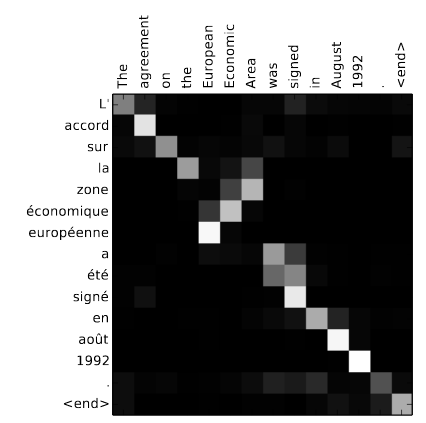 The agreement on the European Economic Area was signed in August 1992 . <end>
L'
accord
sur
la
zone
économique
européenne
a
été
signé
en
août
1992
.
<end>